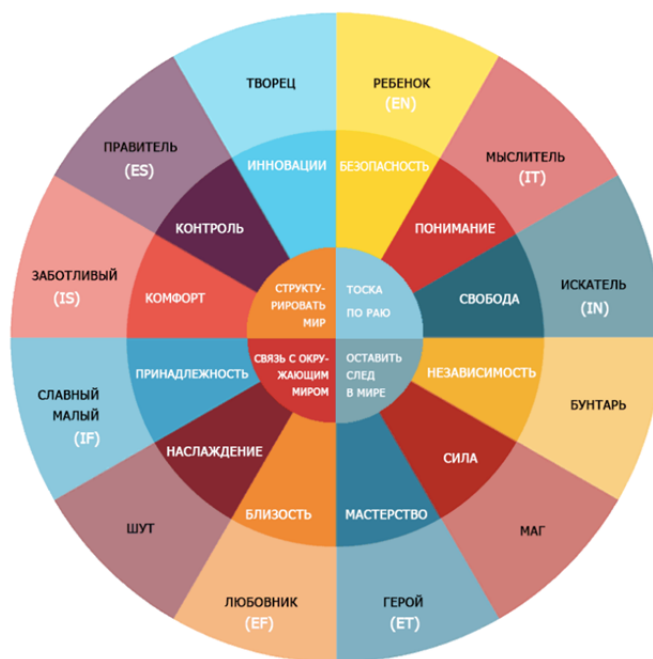 ТВОРЕЦ
РЕБЕНОК
(EN)
ПРАВИТЕЛЬ
(ES)
МЫСЛИТЕЛЬ
(IT)
ИННОВАЦИИ
БЕЗОПАСНОСТЬ
КОНТРОЛЬ
ПОНИМАНИЕ
ЗАБОТЛИВЫЙ
(IS)
КОМФОРТ
СТРУКТУ-
РИРОВАТЬ
МИР
ТОСКА
ПО РАЮ
СВОБОДА
ИСКАТЕЛЬ
(IN)
СЛАВНЫЙ
МАЛЫЙ
(IF)
ПРИНАДЛЕЖНОСТЬ
СВЯЗЬ С ОКРУ-
ЖАЮЩИМ
МИРОМ
ОСТАВИТЬ
СЛЕД
В МИРЕ
НЕЗАВИСИМОСТЬ
БУНТАРЬ
НАСЛАЖДЕНИЕ
СИЛА
ШУТ
БЛИЗОСТЬ
МАСТЕРСТВО
МАГ
ЛЮБОВНИК
(EF)
ГЕРОЙ
(ET)